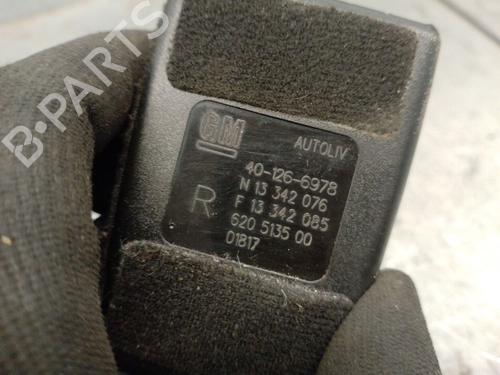 GM AUTOLIV
40-126-6978
N 13 342 076
R F 13 342 085
620 5135 00
01817
B-PARTS